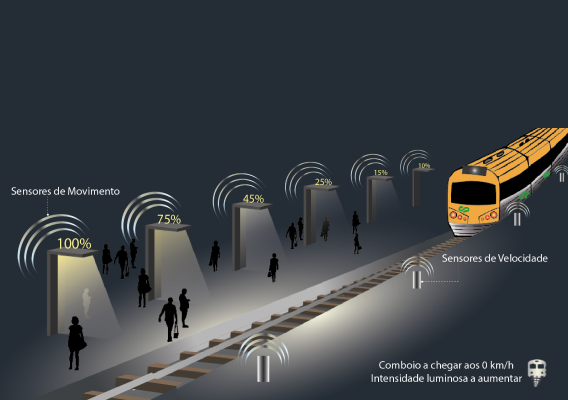 10%
15%
25%
45%
75%
100%
Sensores de Movimento
Sensores de Velocidade
Comboio a chegar aos 0 km/h
Intensidade luminosa a aumentar